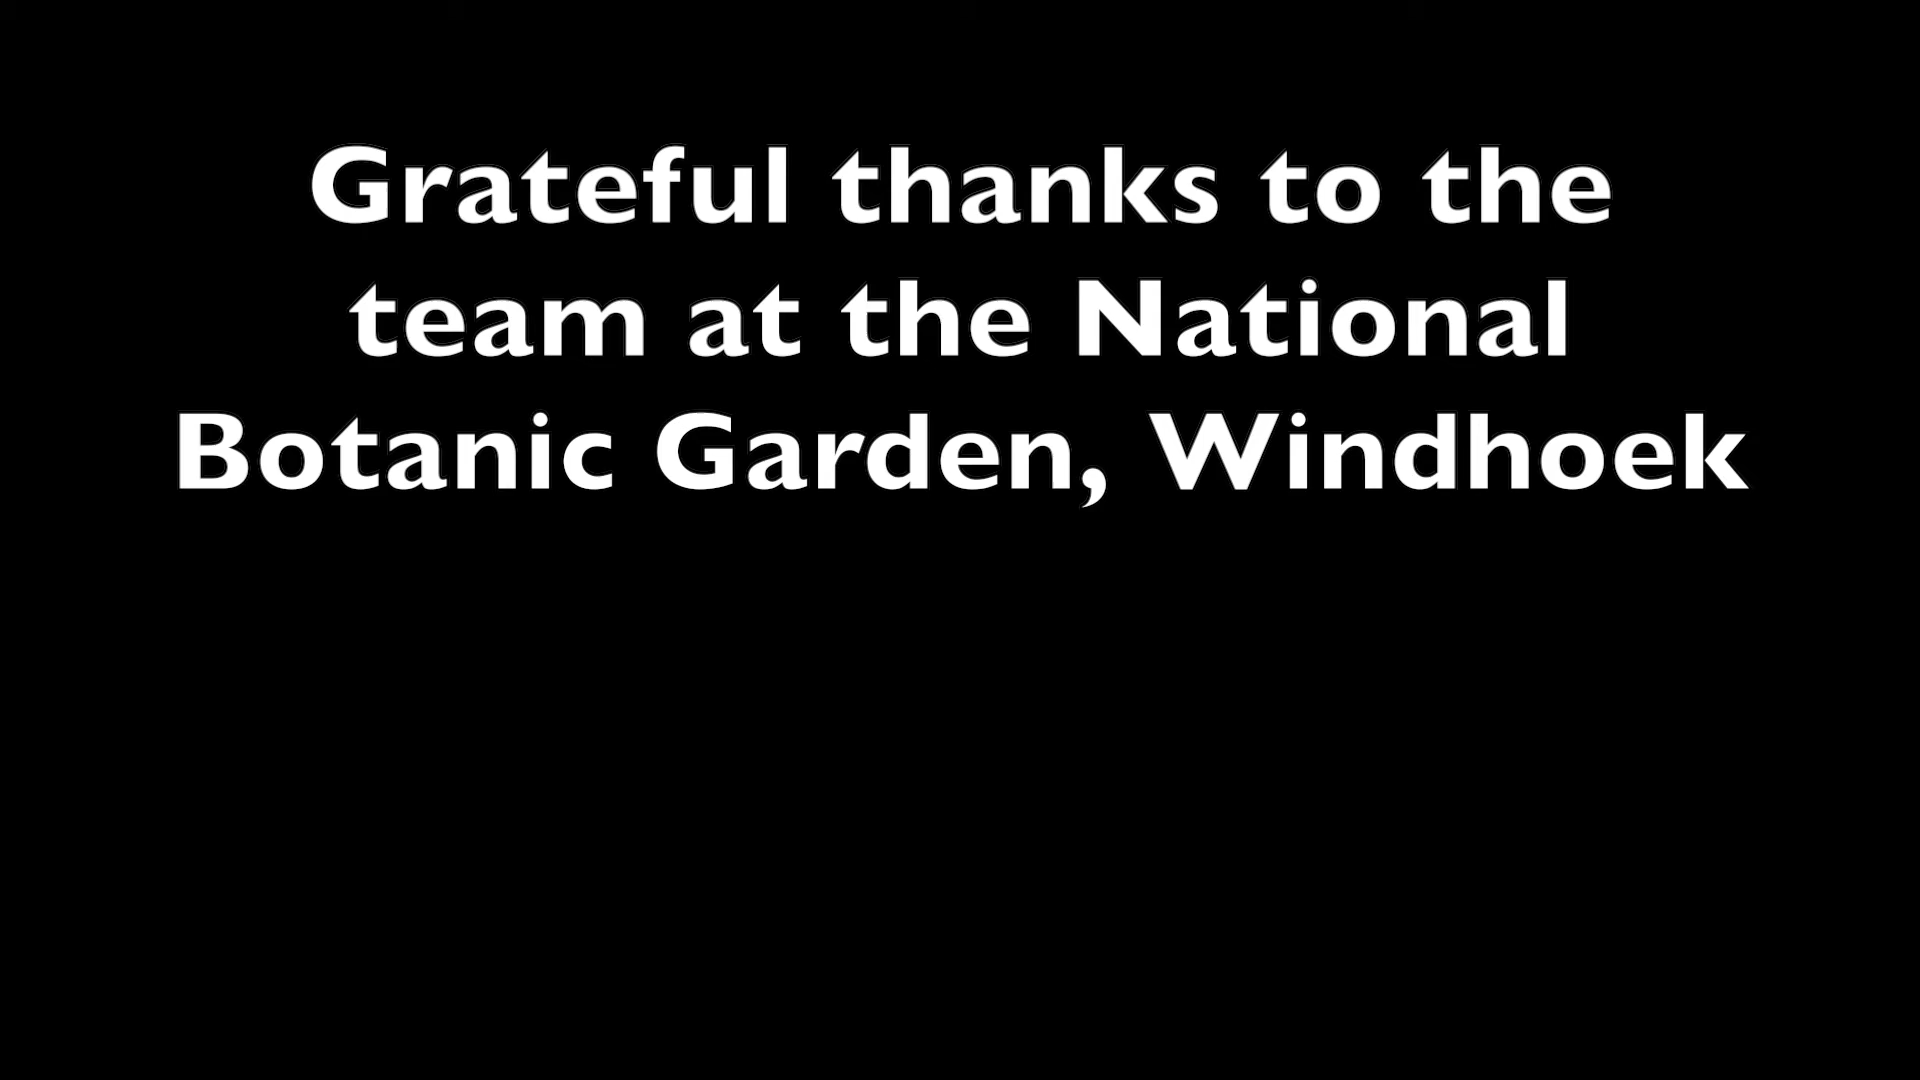 Grateful thanks to the
team at the National
Botanic Garden, Windhoek